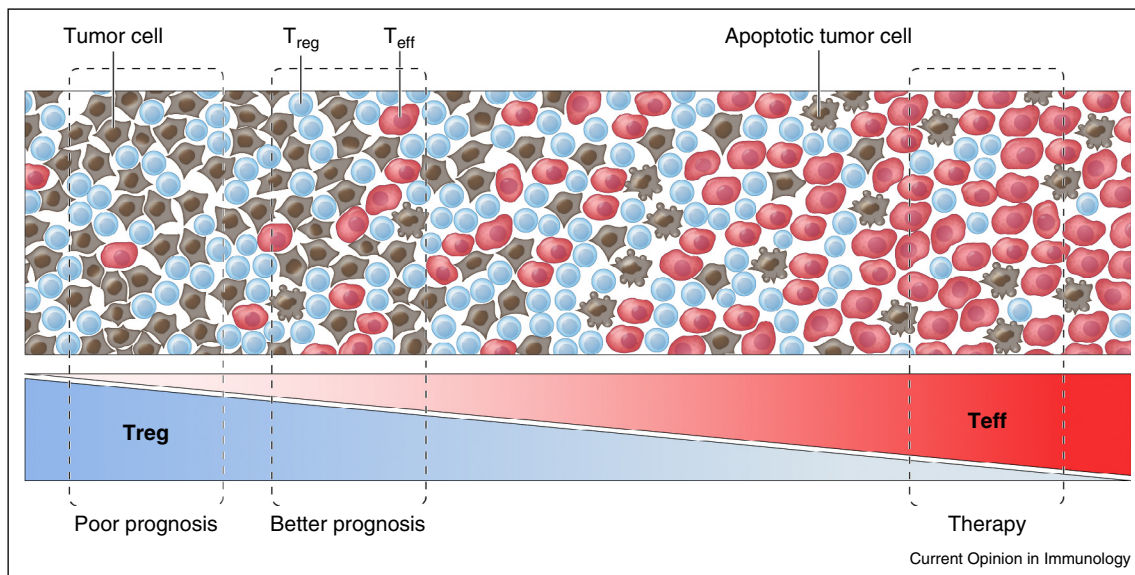 Tumor cell
Treg
Teff
Apoptotic tumor cell
Treg
Teff
Poor prognosis
Better prognosis
Therapy
Current Opinion in Immunology